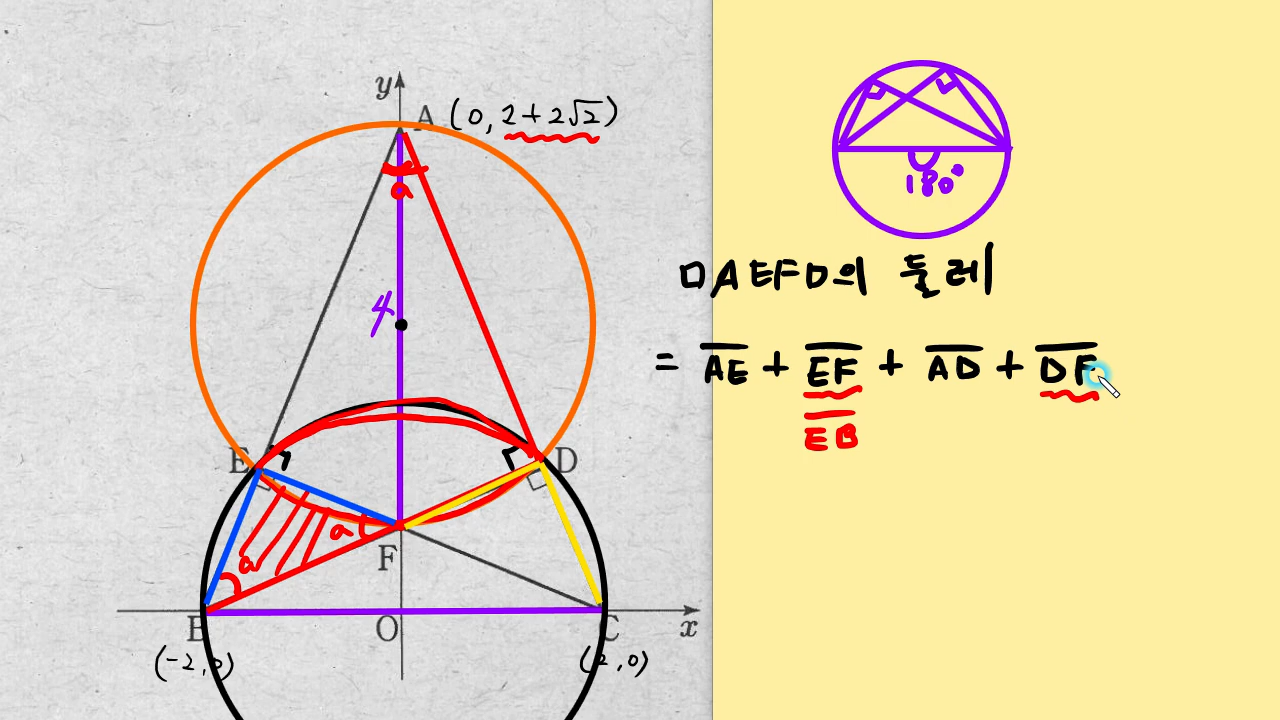 y
A (0, 2+2√2)
a
180°
□AEFD의 둘레
4
= AE + EF + AD + DF
EB
E
D
a
a
F
B
O
C
x
(-2,0)
(2,0)